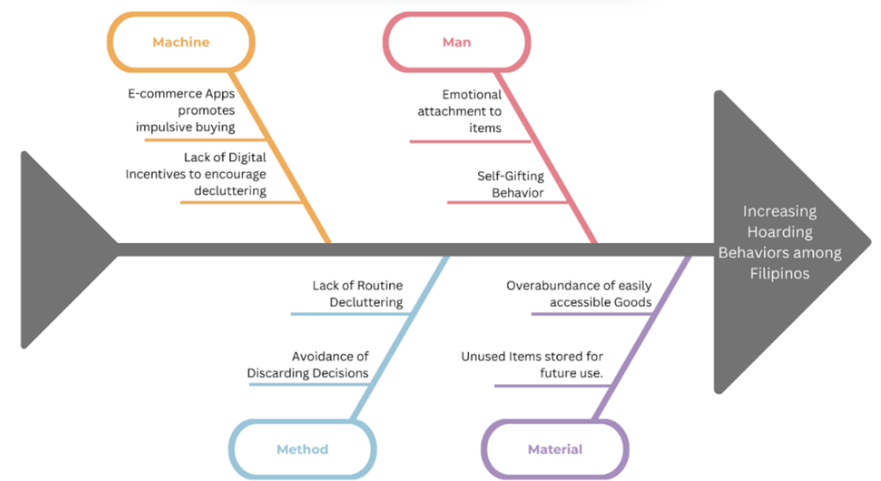 Machine
Man
E-commerce Apps
promotes
impulsive buying
Lack of Digital
Incentives to encourage
decluttering
Emotional
attachment to
items
Self-Gifting
Behavior
Increasing
Hoarding
Behaviors among
Filipinos
Lack of Routine
Decluttering
Avoidance of
Discarding Decisions
Overabundance of easily
accessible Goods
Unused Items stored for
future use.
Method
Material